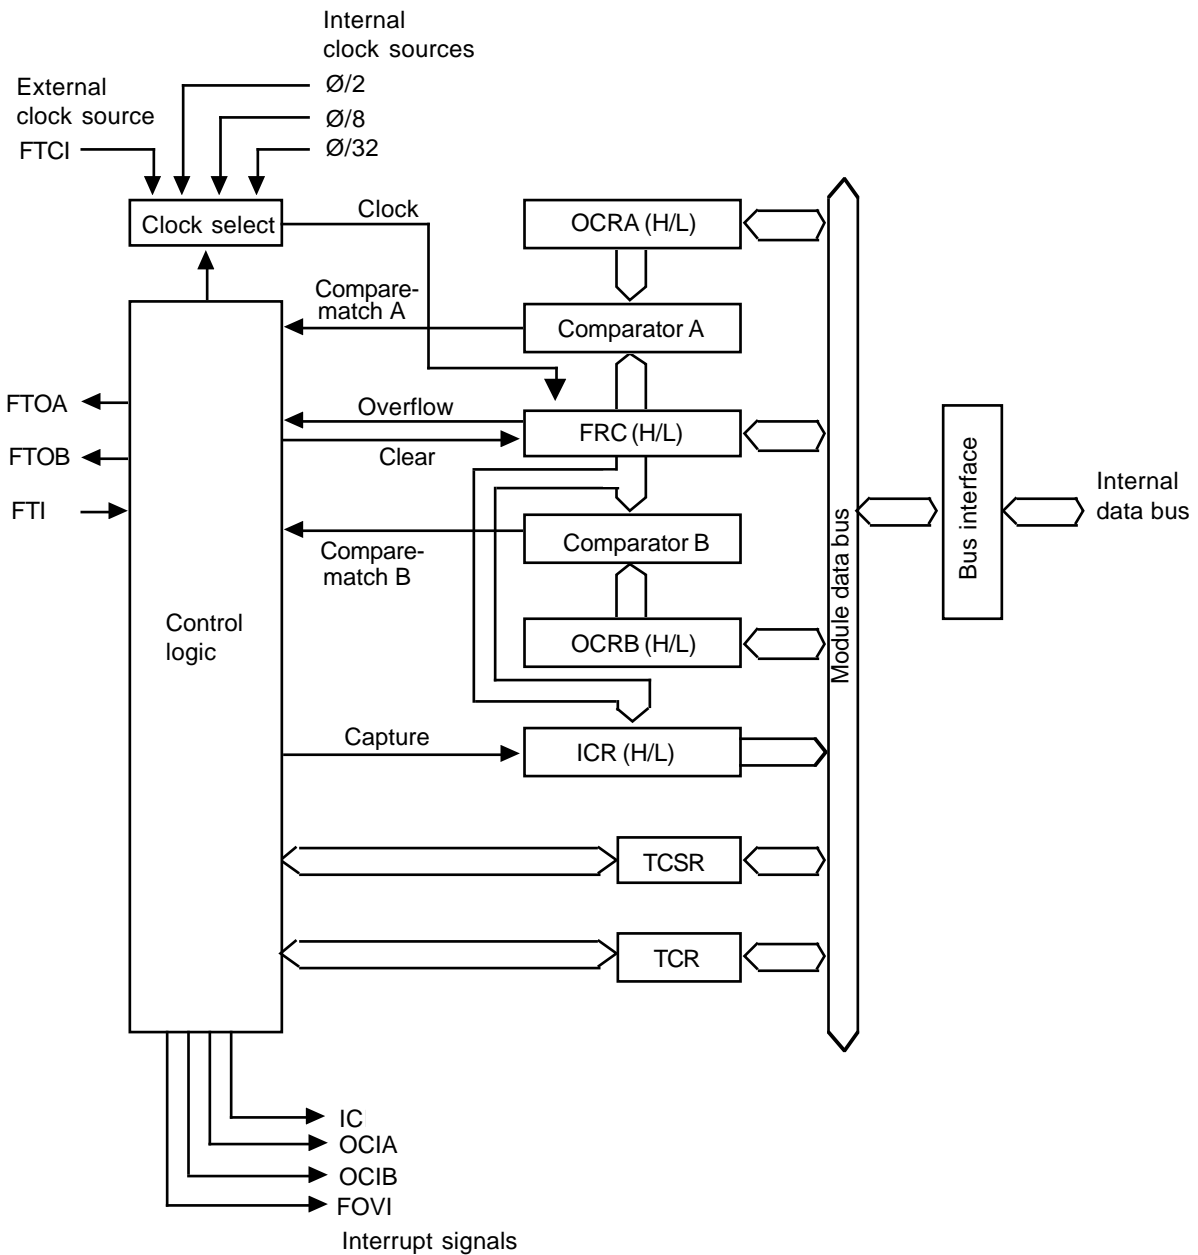 Internal
clock sources
External
clock source
Ø/2
Ø/8
FTCI
Ø/32
Clock select
Clock
OCRA (H/L)
Compare-
match A
Comparator A
FTOA
Overflow
FRC (H/L)
FTOB
Clear
FTI
Compare-
match B
Comparator B
Module data bus
Bus interface
Internal
data bus
Control
logic
OCRB (H/L)
Capture
ICR (H/L)
TCSR
TCR
IC
OCIA
OCIB
FOVI
Interrupt signals